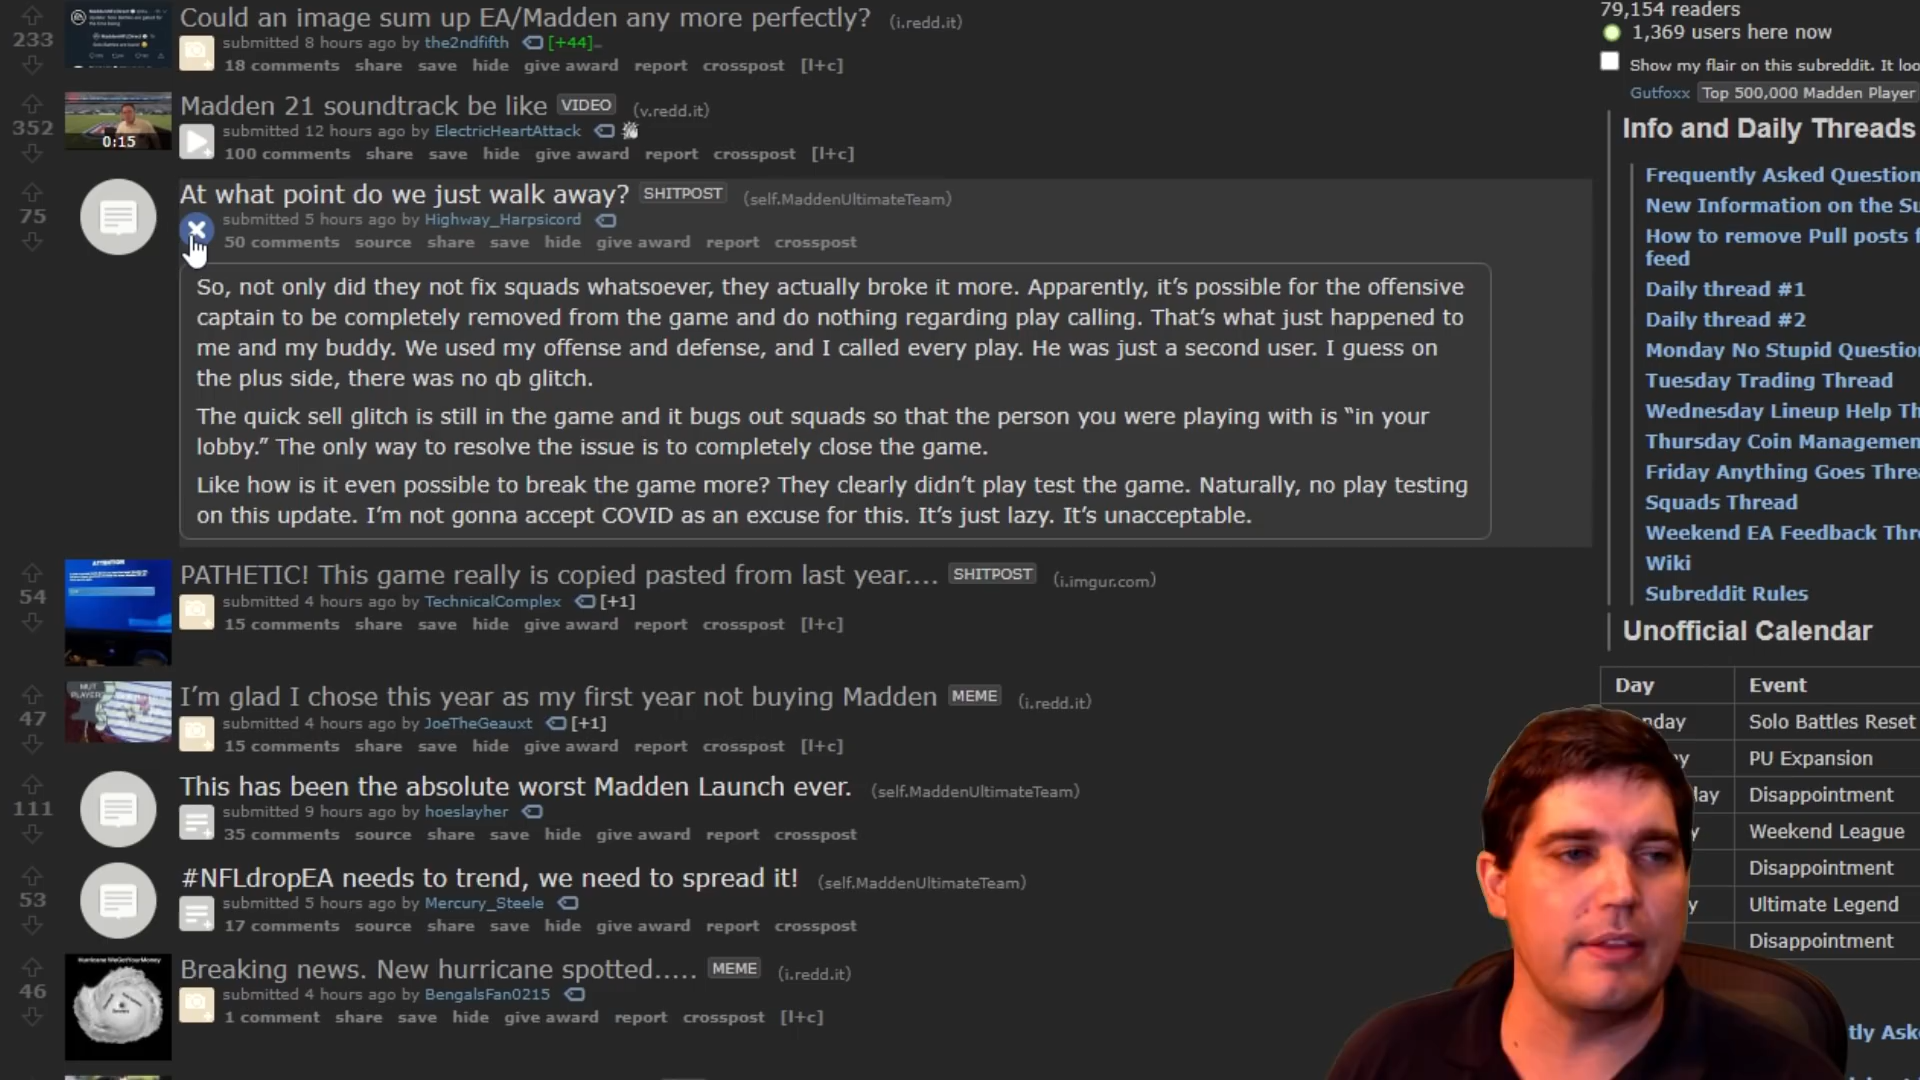 233
Could an image sum up EA/Madden any more perfectly? (i.redd.it)
submitted 8 hours ago by the2ndfifth [+44]
18 comments share save hide give award report crosspost [l+c]
352
0:15
Madden 21 soundtrack be like VIDEO (v.redd.it)
submitted 12 hours ago by ElectricHeartAttack
100 comments share save hide give award report crosspost [l+c]
75
At what point do we just walk away? SHITPOST (self.MaddenUltimateTeam)
submitted 5 hours ago by Highway_Harpsicord
50 comments source share save hide give award report crosspost
So, not only did they not fix squads whatsoever, they actually broke it more. Apparently, it's possible for the offensive
captain to be completely removed from the game and do nothing regarding play calling. That's what just happened to
me and my buddy. We used my offense and defense, and I called every play. He was just a second user. I guess on
the plus side, there was no qb glitch.
The quick sell glitch is still in the game and it bugs out squads so that the person you were playing with is “in your
lobby.” The only way to resolve the issue is to completely close the game.
Like how is it even possible to break the game more? They clearly didn't play test the game. Naturally, no play testing
on this update. I'm not gonna accept COVID as an excuse for this. It's just lazy. It's unacceptable.
54
ATTENTION
PATHETIC! This game really is copied pasted from last year.... SHITPOST (i.imgur.com)
submitted 4 hours ago by TechnicalComplex [+1]
15 comments share save hide give award report crosspost [l+c]
47
MUT
PLAYER
I'm glad I chose this year as my first year not buying Madden MEME (i.redd.it)
submitted 4 hours ago by JoeTheGeauxt [+1]
15 comments share save hide give award report crosspost [l+c]
111
This has been the absolute worst Madden Launch ever. (self.MaddenUltimateTeam)
submitted 9 hours ago by hoeslayher
35 comments source share save hide give award report crosspost
53
#NFLdropEA needs to trend, we need to spread it! (self.MaddenUltimateTeam)
submitted 5 hours ago by Mercury_Steele
17 comments source share save hide give award report crosspost
46
Hurricane WeGotYourMoney
Breaking news. New hurricane spotted..... MEME (i.redd.it)
submitted 4 hours ago by BengalsFan0215
1 comment share save hide give award report crosspost [l+c]
79,154 readers
1,369 users here now
Show my flair on this subreddit. It loo
Gutfoxx Top 500,000 Madden Player
Info and Daily Threads
Frequently Asked Question
New Information on the Su
How to remove Pull posts f
feed
Daily thread #1
Daily thread #2
Monday No Stupid Question
Tuesday Trading Thread
Wednesday Lineup Help Th
Thursday Coin Managemen
Friday Anything Goes Threa
Squads Thread
Weekend EA Feedback Thre
Wiki
Subreddit Rules
Unofficial Calendar
Day Event
nday Solo Battles Reset
ay PU Expansion
day Disappointment
y Weekend League
Disappointment
y Ultimate Legend
Disappointment
tly Aske